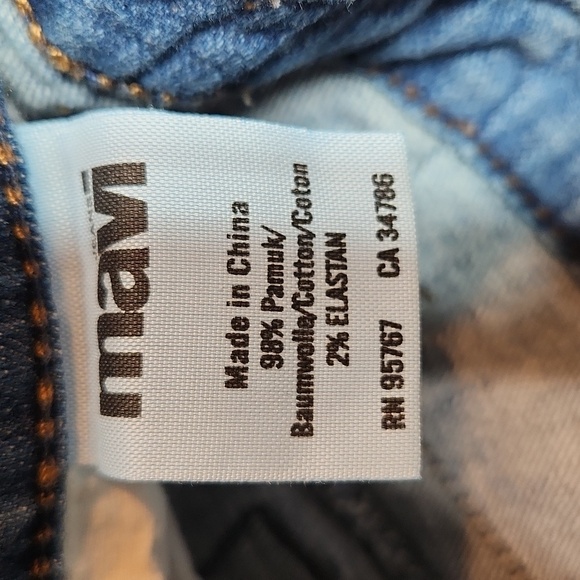 mavi
Made in China
98% Pamuk/
Baumwolle/Cotton/Coton
2% ELASTAN
RN 95767 CA 34786